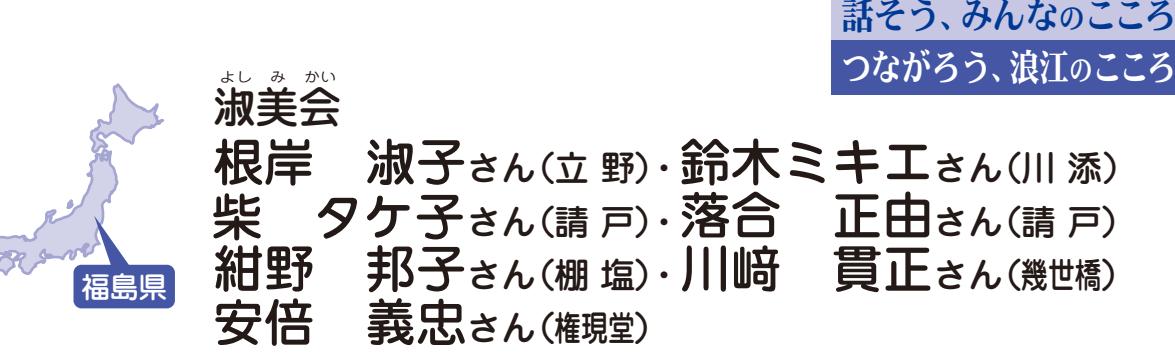 話そう、みんなのこころ
つながろう、浪江のこころ
よし み かい
淑美会
根岸　淑子さん（立 野）・鈴木ミキエさん（川 添）
柴　タケ子さん（請 戸）・落合　正由さん（請 戸）
紺野　邦子さん（棚 塩）・川﨑　貫正さん（幾世橋）
安倍　義忠さん（権現堂）
福島県